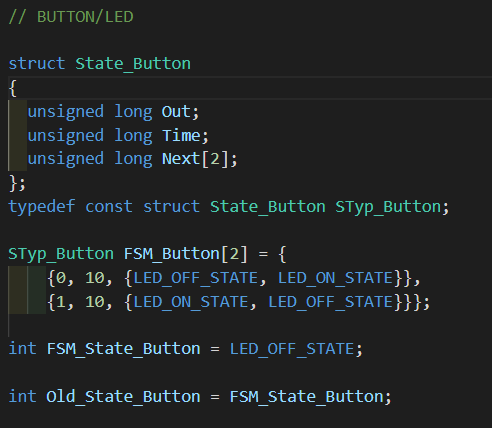 // BUTTON/LED
struct State_Button
{
  unsigned long Out;
  unsigned long Time;
  unsigned long Next[2];
};
typedef const struct State_Button STyp_Button;
STyp_Button FSM_Button[2] = {
    {0, 10, {LED_OFF_STATE, LED_ON_STATE}},
    {1, 10, {LED_ON_STATE, LED_OFF_STATE}}};
int FSM_State_Button = LED_OFF_STATE;
int Old_State_Button = FSM_State_Button;